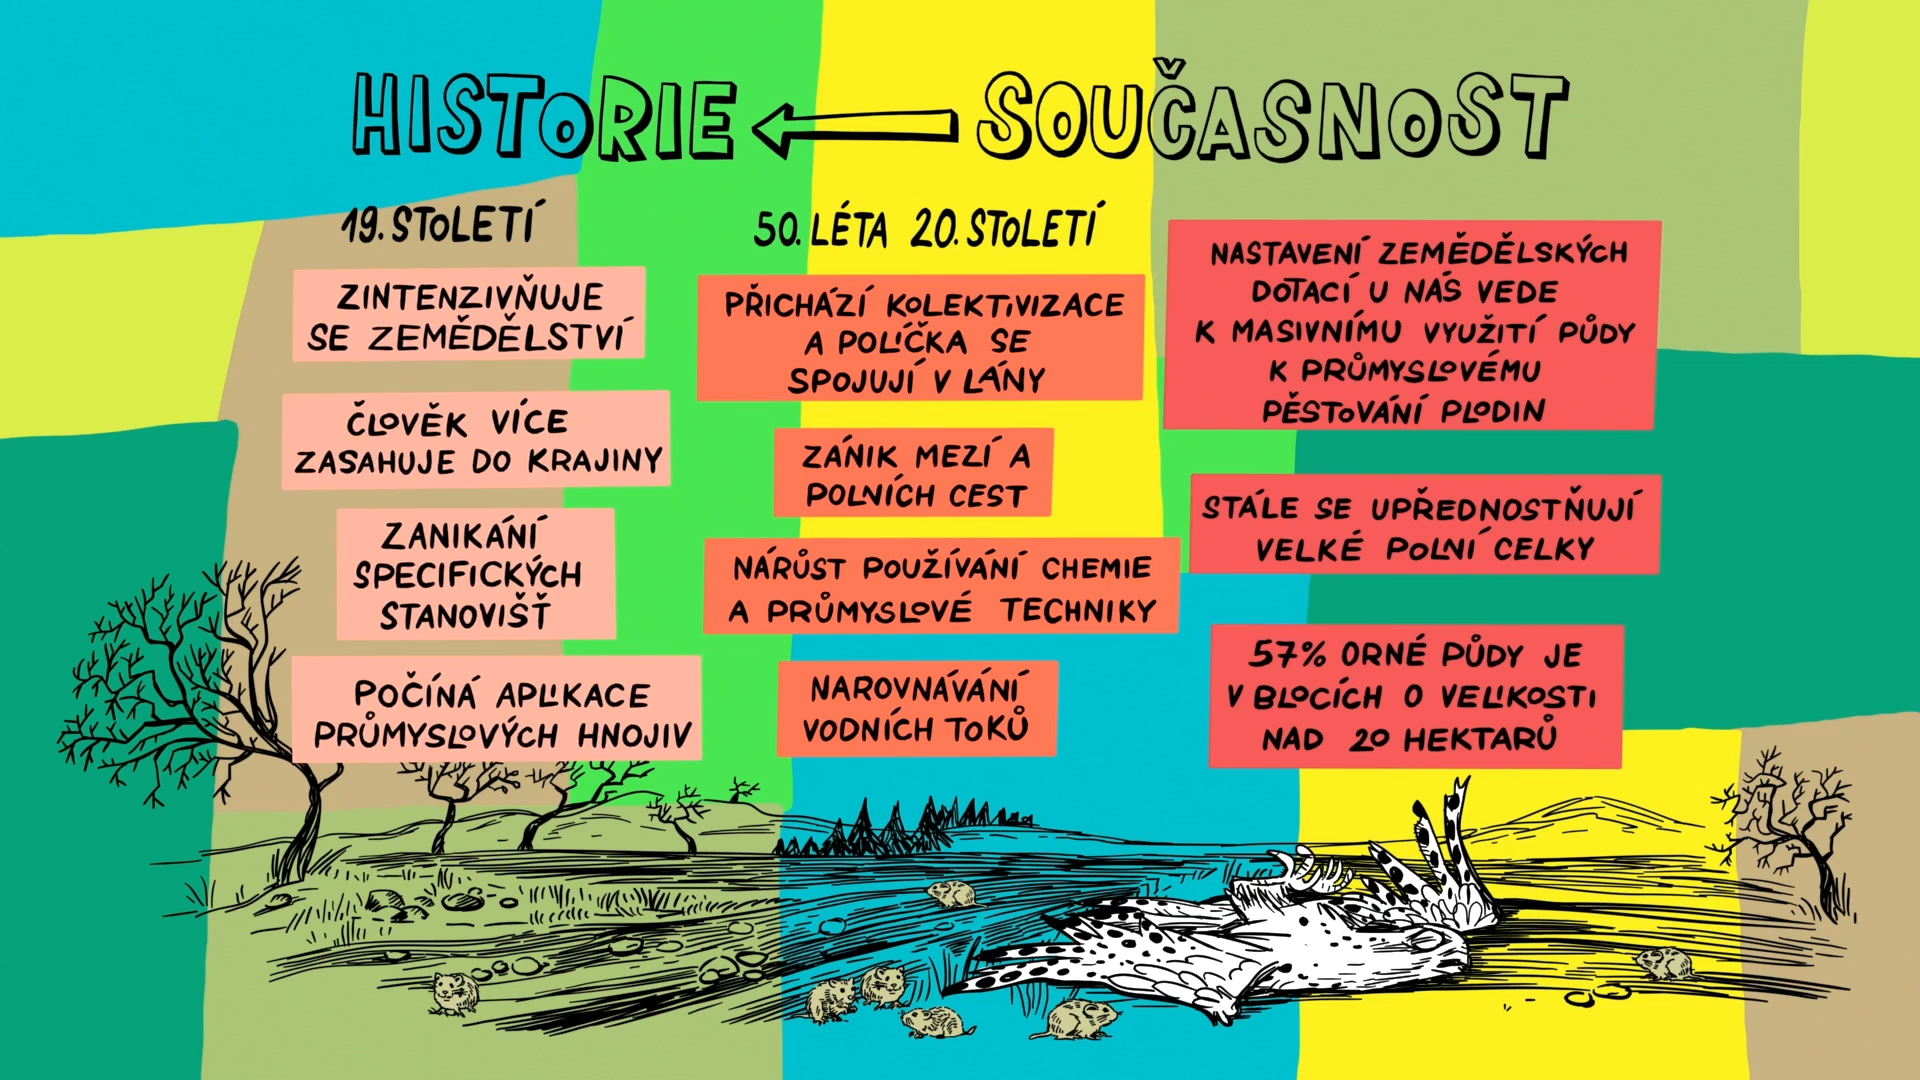 HISTORIE ← SOUČASNOST
19. STOLETÍ
ZINTENZIVŇUJE
SE ZEMĚDĚLSTVÍ
ČLOVĚK VÍCE
ZASAHUJE DO KRAJINY
ZANIKÁNÍ
SPECIFICKÝCH
STANOVIŠŤ
POČÍNÁ APLIKACE
PRŮMYSLOVÝCH HNOJIV
50. LÉTA 20. STOLETÍ
PŘICHÁZÍ KOLEKTIVIZACE
A POLÍČKA SE
SPOJUJÍ V LÁNY
ZÁNIK MEZÍ A
POLNÍCH CEST
NÁRŮST POUŽÍVÁNÍ CHEMIE
A PRŮMYSLOVÉ TECHNIKY
NAROVNÁVÁNÍ
VODNÍCH TOKŮ
NASTAVENÍ ZEMĚDĚLSKÝCH
DOTACÍ U NÁS VEDE
K MASIVNÍMU VYUŽITÍ PŮDY
K PRŮMYSLOVÉMU
PĚSTOVÁNÍ PLODIN
STÁLE SE UPŘEDNOSTŇUJÍ
VELKÉ POLNÍ CELKY
57% ORNÉ PŮDY JE
V BLOCÍCH O VELIKOSTI
NAD 20 HEKTARŮ